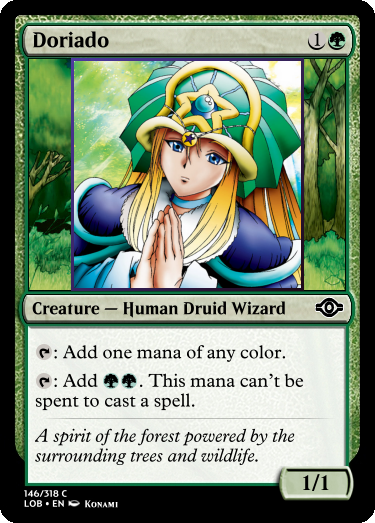 Doriado 1
Creature — Human Druid Wizard
: Add one mana of any color.
: Add . This mana can't be
spent to cast a spell.
A spirit of the forest powered by the
surrounding trees and wildlife.
1/1
146/318 C
LOB • EN Konami